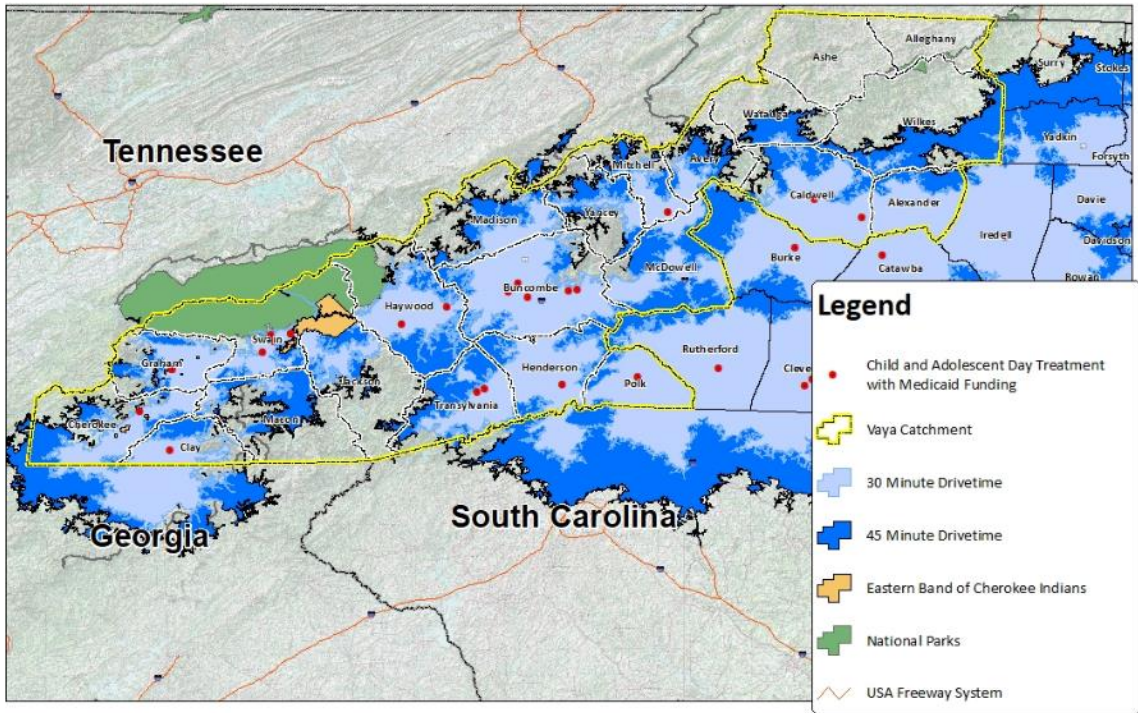 Alleghany
Ashe
Surry
Stokes
Watauga
Wilkes
Yadkin
Forsyth
Tennessee
Mitchell
Avery
Caldwell
Alexander
Davie
Madison
Yancey
Iredell
Davidson
McDowell
Burke
Catawba
Rowan
Buncombe
Haywood
Swain
Rutherford
Graham
Henderson
Polk
Cleve
Jackson
Transylvania
Cherokee
Macon
Clay
Georgia
South Carolina
Legend
Child and Adolescent Day Treatment
with Medicaid Funding
Vaya Catchment
30 Minute Drivetime
45 Minute Drivetime
Eastern Band of Cherokee Indians
National Parks
USA Freeway System